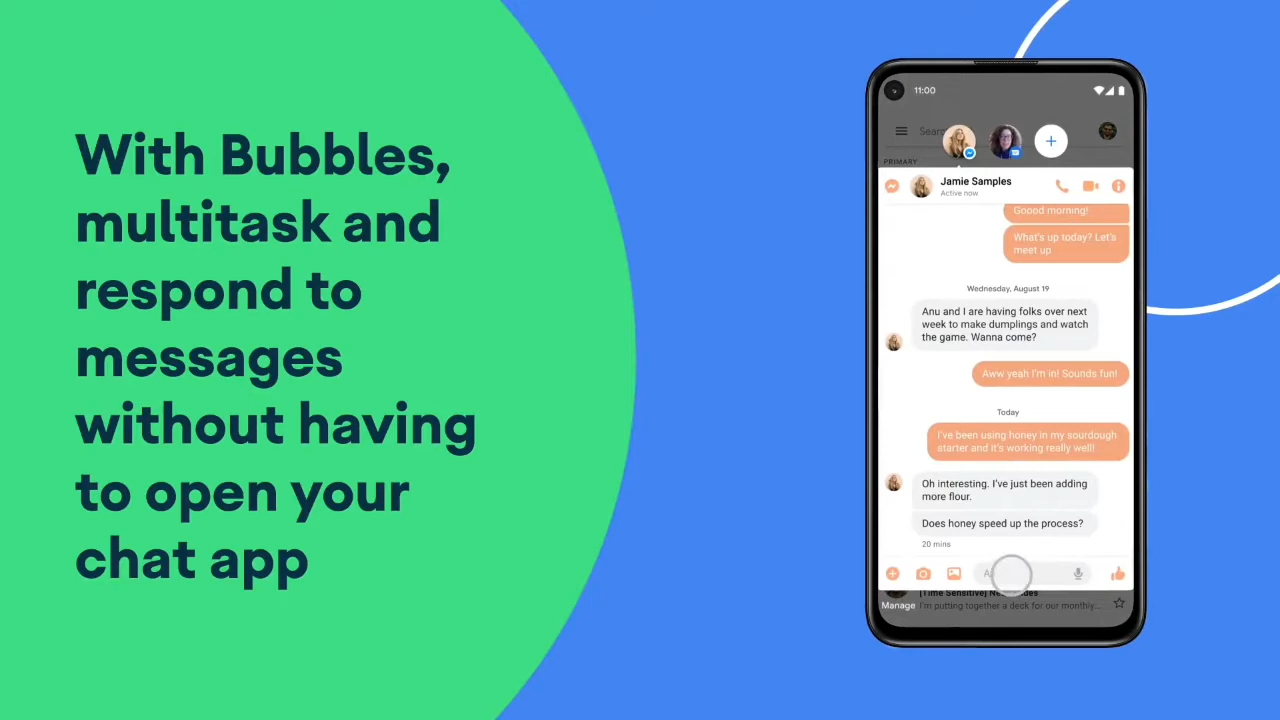 With Bubbles,
multitask and
respond to
messages
without having
to open your
chat app
11:00
PRIMARY
Jamie Samples
Active now
Goood morning!
What's up today? Let's
meet up
Wednesday, August 19
Anu and I are having folks over next
week to make dumplings and watch
the game. Wanna come?
Aww yeah I'm in! Sounds fun!
Today
I've been using honey in my sourdough
starter and it's working really well!
Oh interesting. I've just been adding
more flour.
Does honey speed up the process?
20 mins
[Time Sensitive]
Manage
I'm putting together a deck for our monthly...